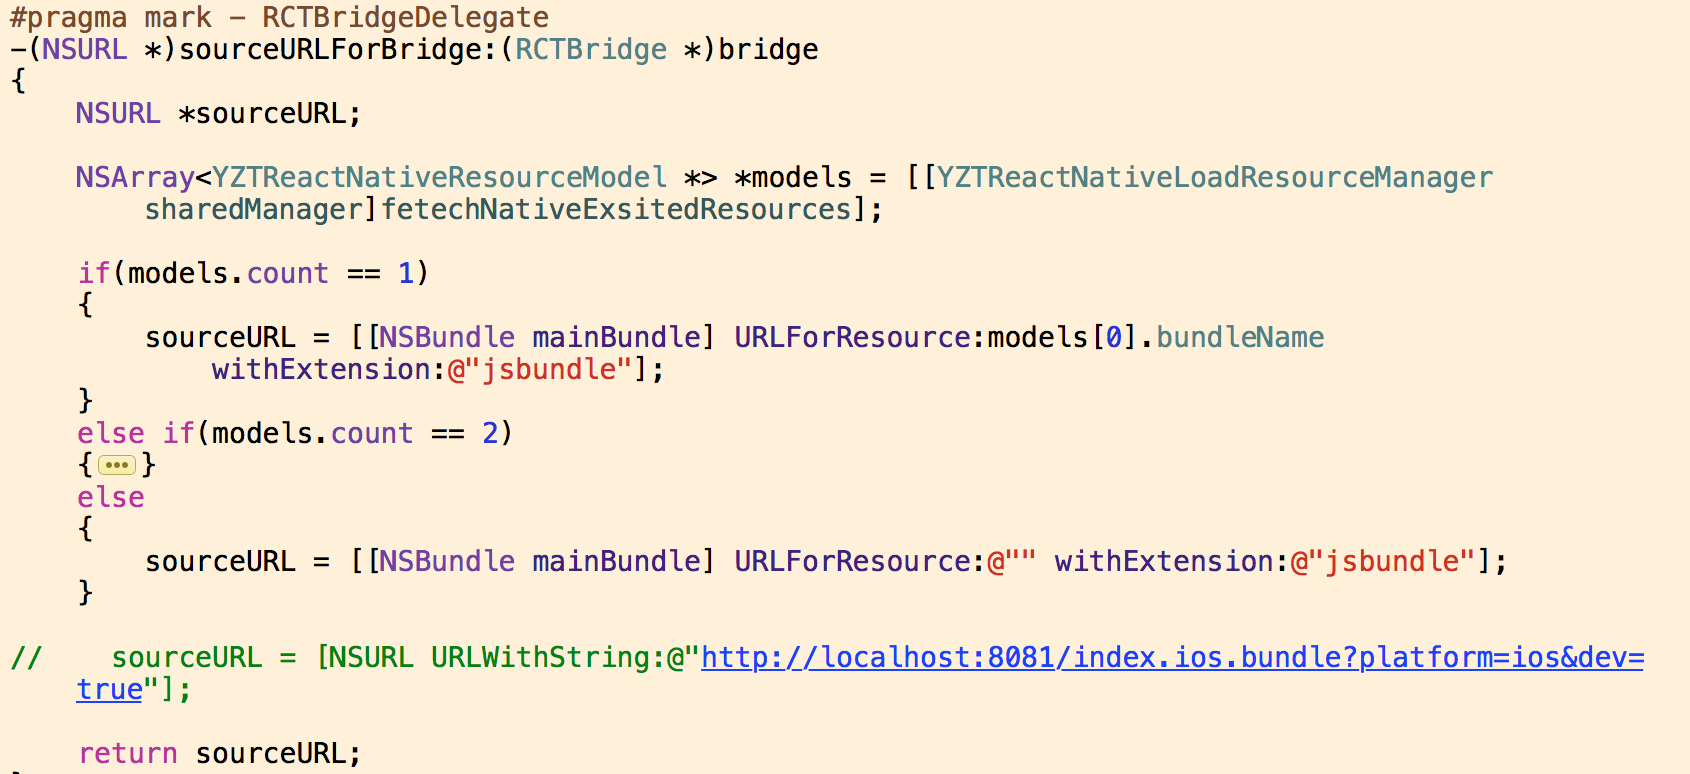 #pragma mark - RCTBridgeDelegate
-(NSURL *)sourceURLForBridge:(RCTBridge *)bridge
{
    NSURL *sourceURL;
    NSArray<YZTReactNativeResourceModel *> *models = [[YZTReactNativeLoadResourceManager
        sharedManager]fetechNativeExsitedResources];
    if(models.count == 1)
    {
        sourceURL = [[NSBundle mainBundle] URLForResource:models[0].bundleName
            withExtension:@"jsbundle"];
    }
    else if(models.count == 2)
    {•••}
    else
    {
        sourceURL = [[NSBundle mainBundle] URLForResource:@"" withExtension:@"jsbundle"];
    }
//    sourceURL = [NSURL URLWithString:@"http://localhost:8081/index.ios.bundle?platform=ios&dev=
    true"];
    return sourceURL;